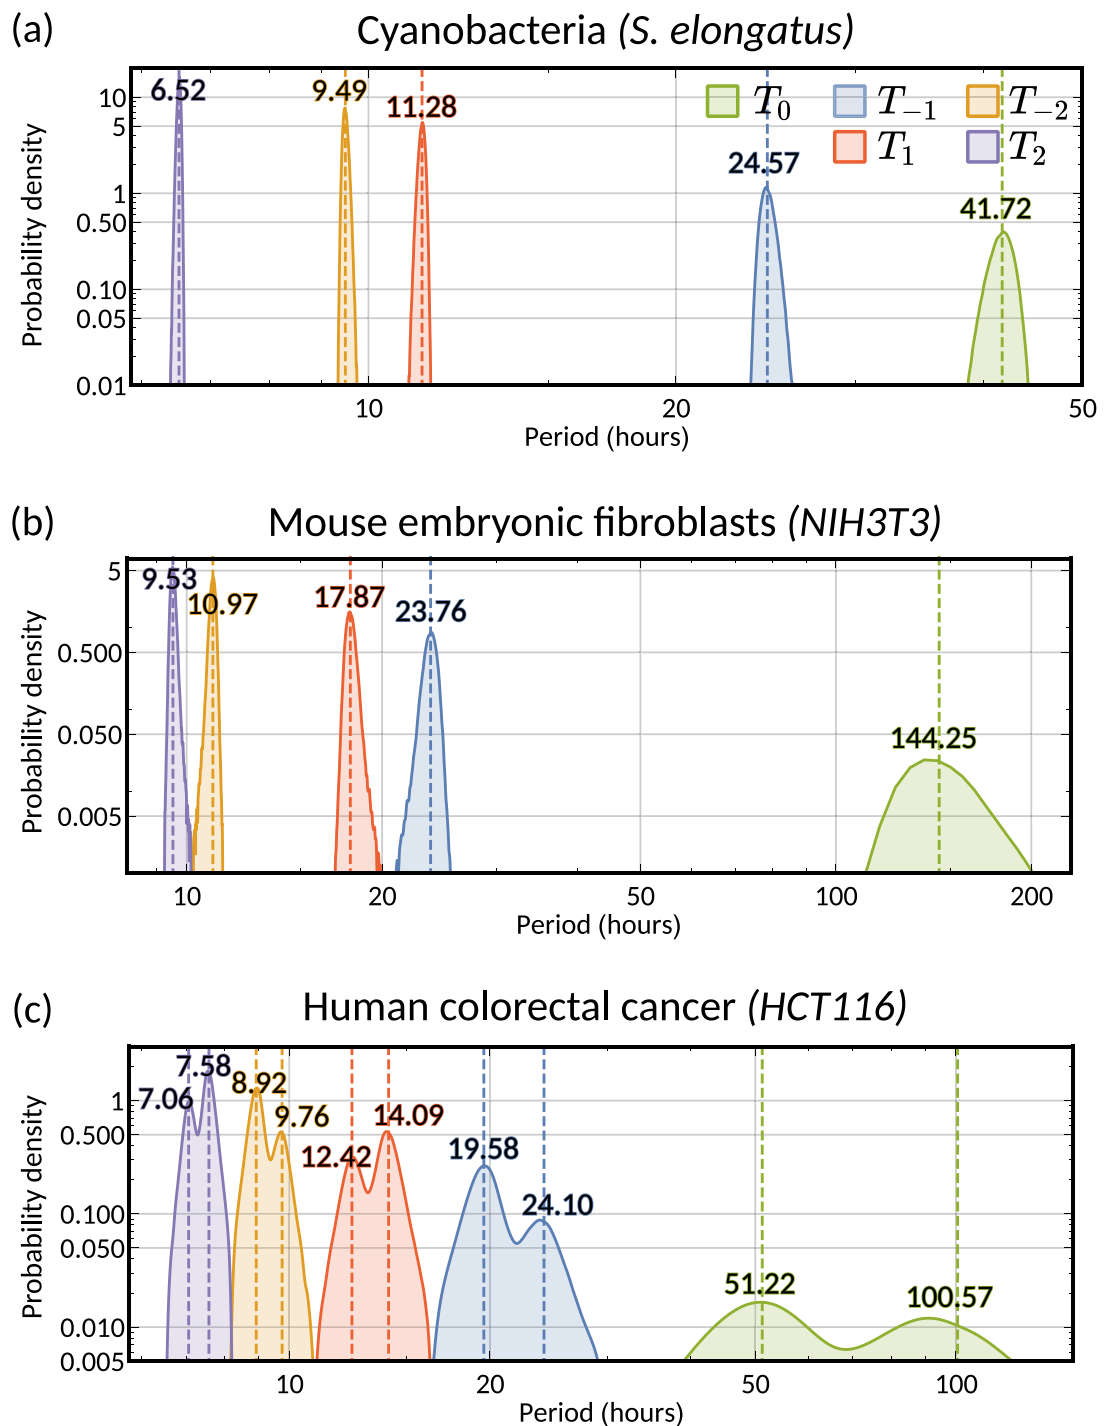 (a)
Cyanobacteria (S. elongatus)
6.52
9.49
11.28
24.57
41.72
T0
T−1
T−2
T1
T2
10
5
1
0.50
0.10
0.05
0.01
Probability density
10
20
50
Period (hours)
(b)
Mouse embryonic fibroblasts (NIH3T3)
9.53
10.97
17.87
23.76
144.25
5
0.500
0.050
0.005
Probability density
10
20
50
100
200
Period (hours)
(c)
Human colorectal cancer (HCT116)
7.06
7.58
8.92
9.76
12.42
14.09
19.58
24.10
51.22
100.57
1
0.500
0.100
0.050
0.010
0.005
Probability density
10
20
50
100
Period (hours)